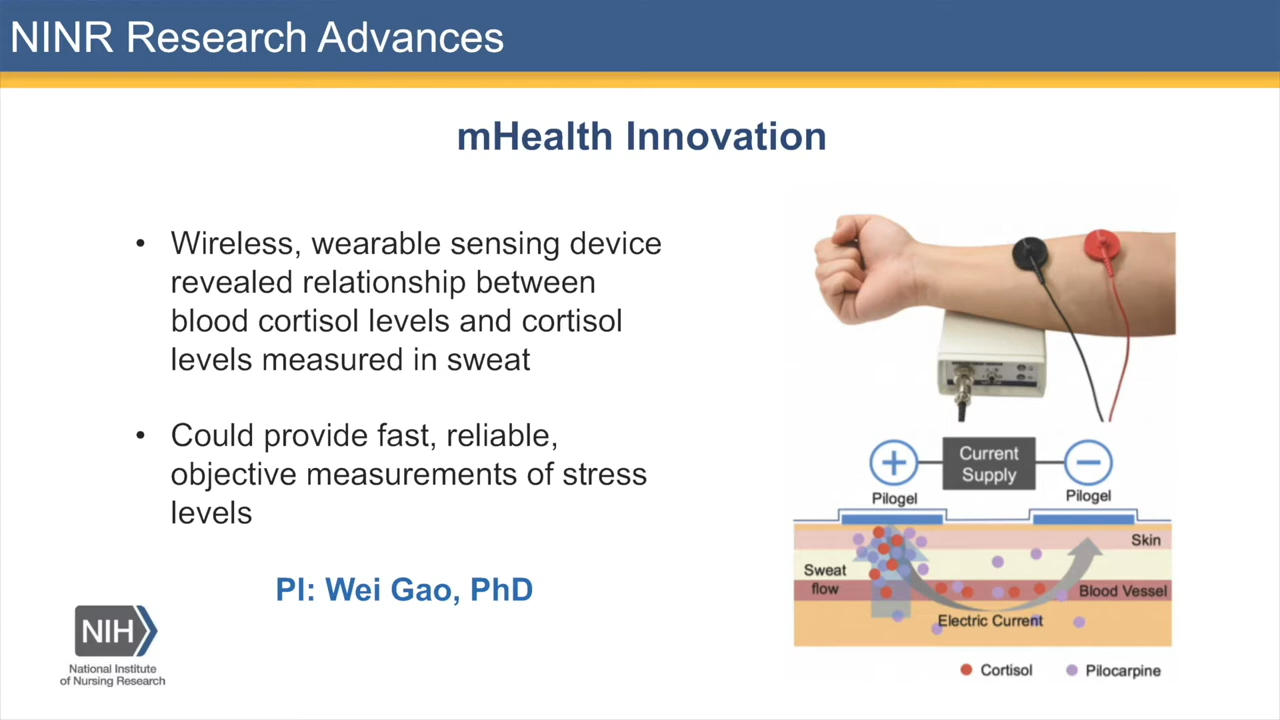 NINR Research Advances
mHealth Innovation
• Wireless, wearable sensing device
revealed relationship between
blood cortisol levels and cortisol
levels measured in sweat
• Could provide fast, reliable,
objective measurements of stress
levels
PI: Wei Gao, PhD
NIH
National Institute
of Nursing Research
+
Current
Supply
−
Pilogel
Pilogel
Skin
Sweat
flow
Blood Vessel
Electric Current
Cortisol
Pilocarpine